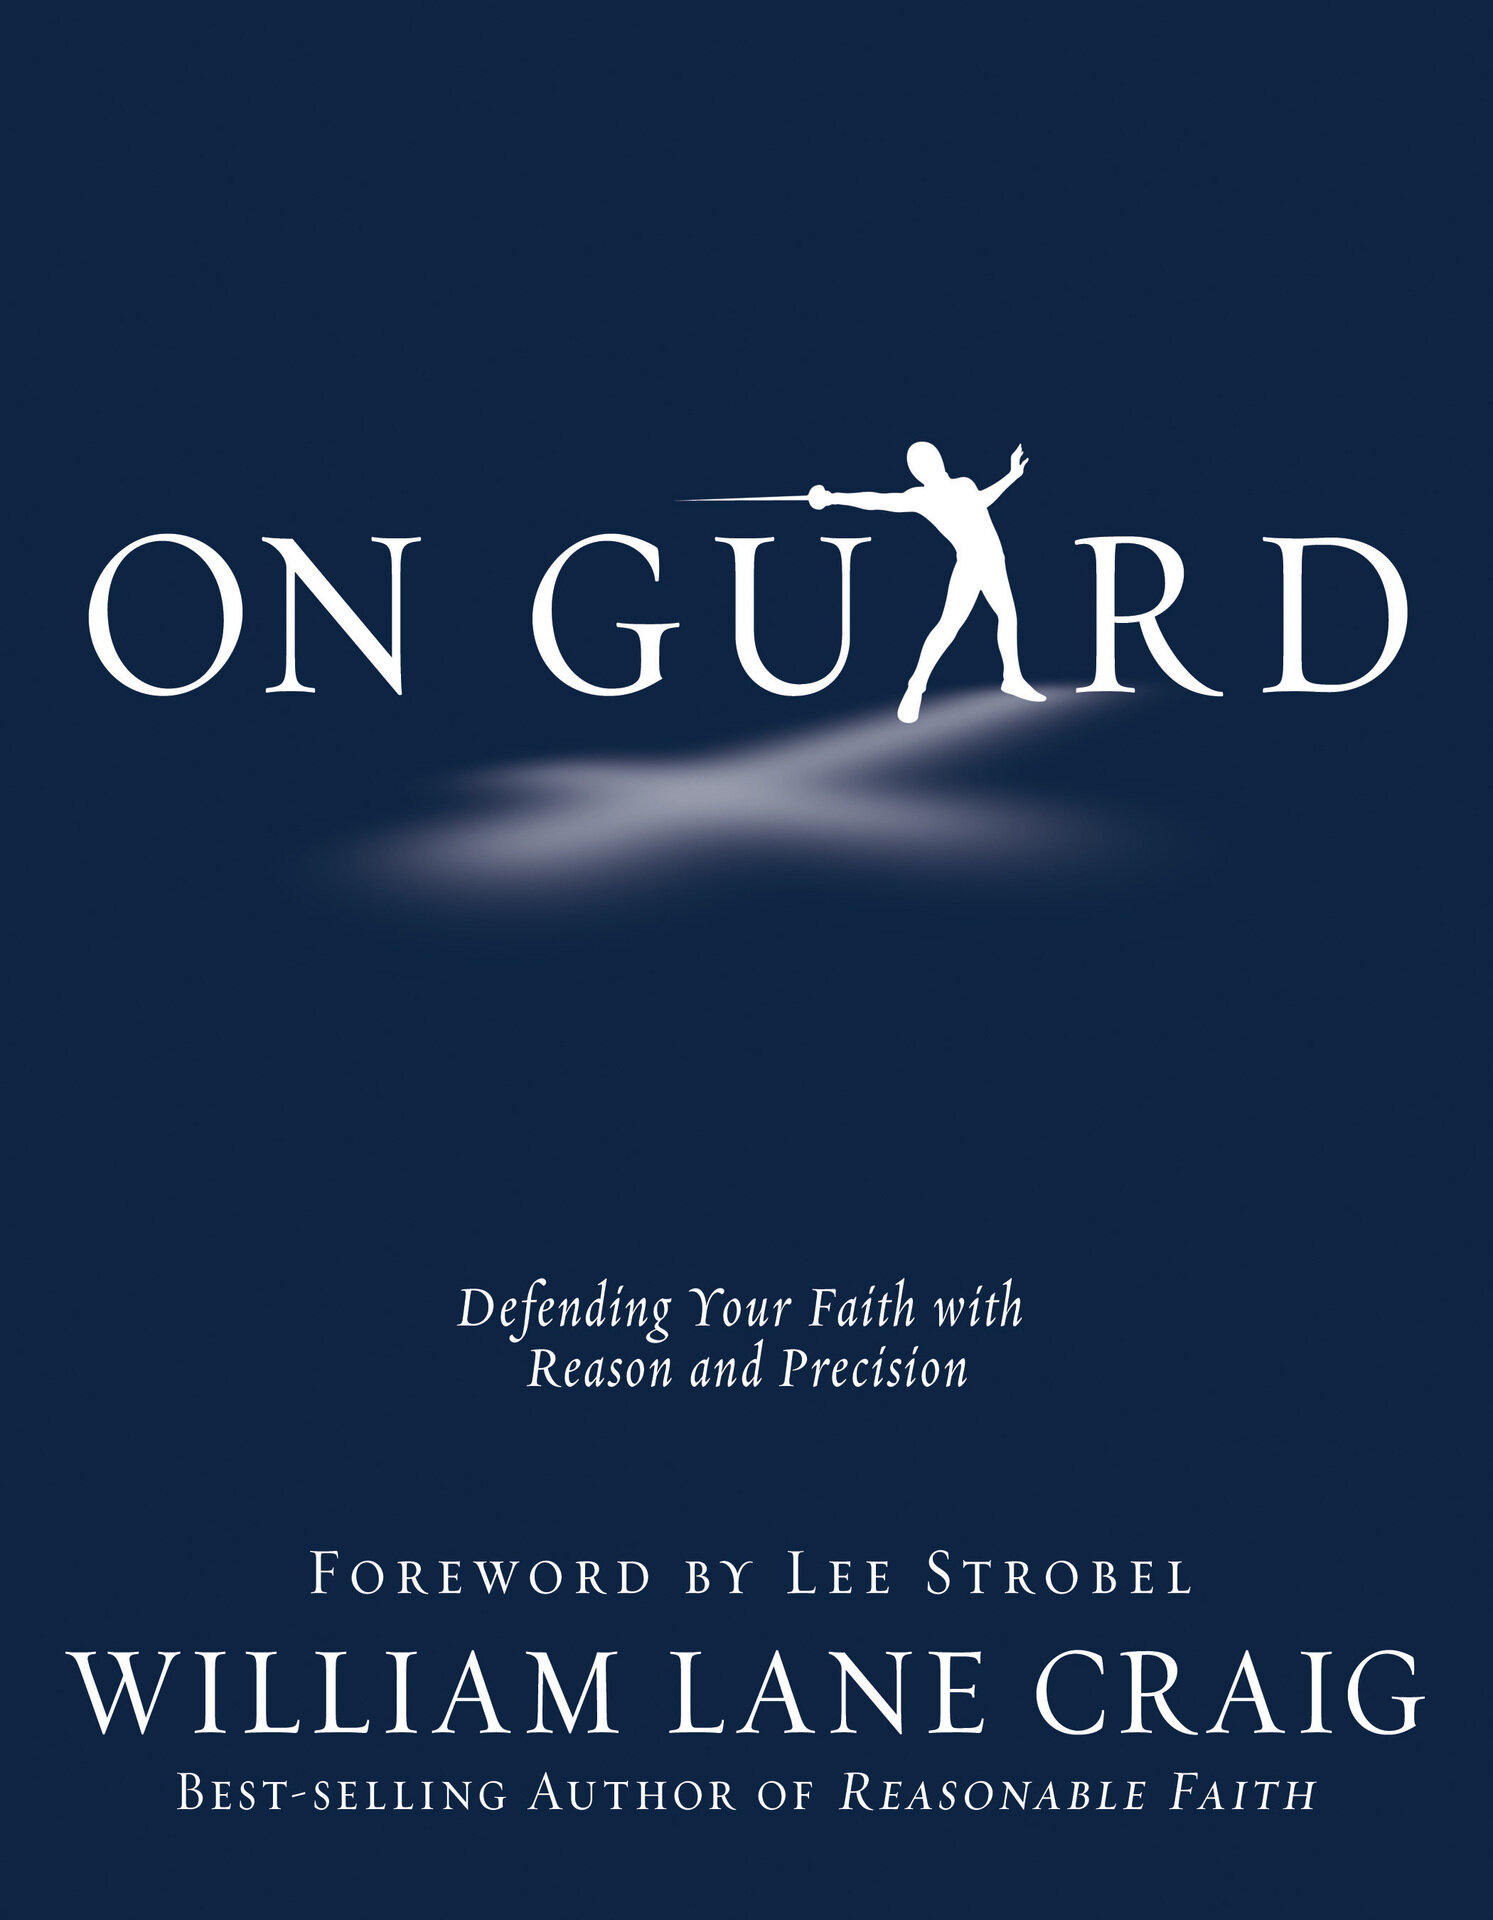 ON GUARD
Defending Your Faith with
Reason and Precision
FOREWORD BY LEE STROBEL
WILLIAM LANE CRAIG
BEST-SELLING AUTHOR OF REASONABLE FAITH